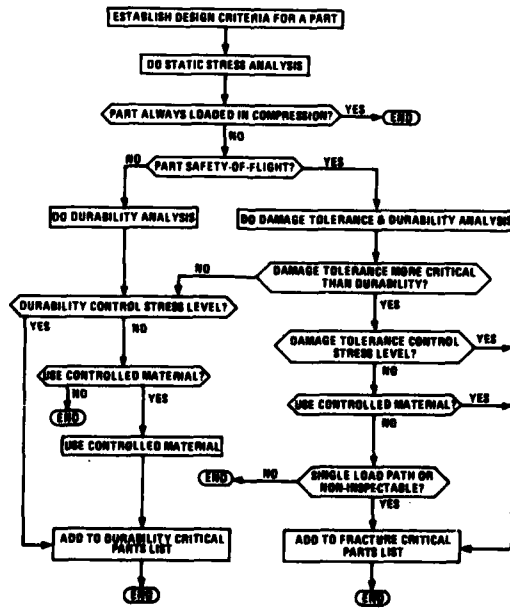 ESTABLISH DESIGN CRITERIA FOR A PART
DO STATIC STRESS ANALYSIS
PART ALWAYS LOADED IN COMPRESSION?
YES
END
NO
NO
PART SAFETY-OF-FLIGHT?
YES
DO DURABILITY ANALYSIS
DO DAMAGE TOLERANCE & DURABILITY ANALYSIS
NO
DAMAGE TOLERANCE MORE CRITICAL
THAN DURABILITY?
YES
DURABILITY CONTROL STRESS LEVEL?
YES
NO
DAMAGE TOLERANCE CONTROL
STRESS LEVEL?
YES
NO
USE CONTROLLED MATERIAL?
NO
YES
END
USE CONTROLLED MATERIAL?
YES
NO
USE CONTROLLED MATERIAL
END
NO
SINGLE LOAD PATH OR
NON-INSPECTABLE?
YES
ADD TO DURABILITY CRITICAL
PARTS LIST
ADD TO FRACTURE CRITICAL
PARTS LIST
END
END